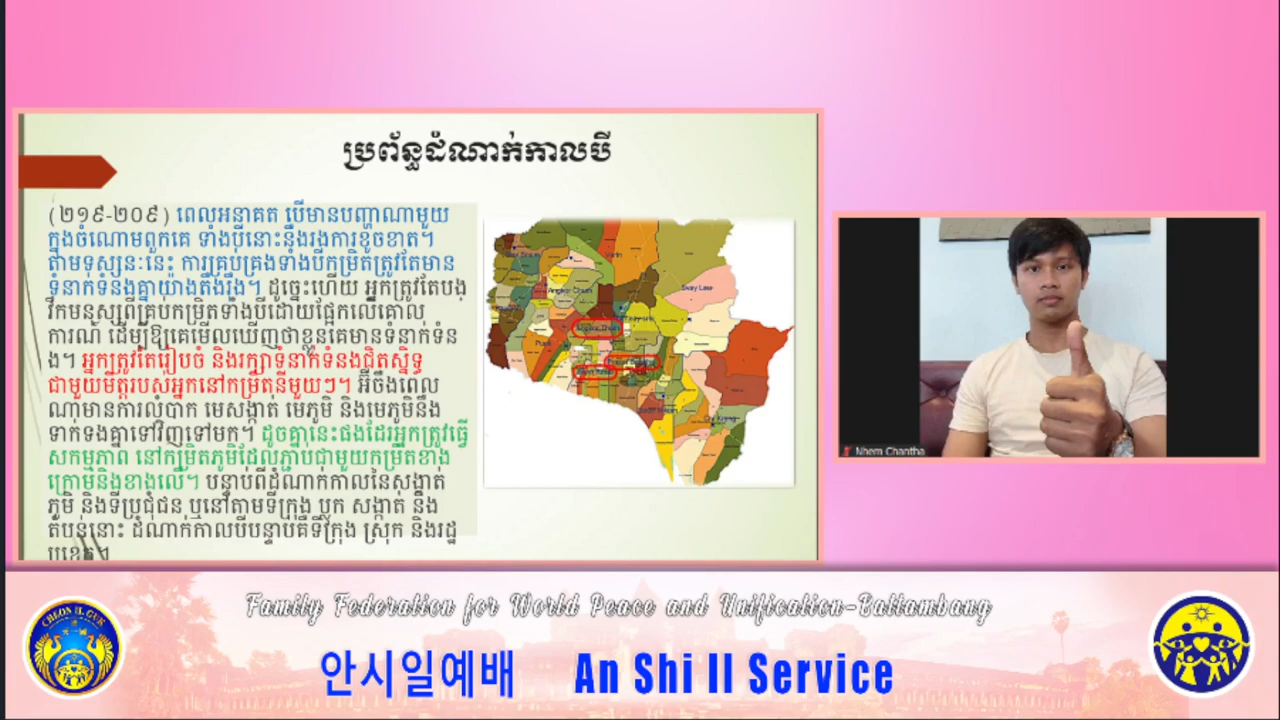 ប្រព័ន្ធដំណាក់កាលបី
(២១៩-២០៩) ពេលអនាគត បើមានបញ្ហាណាមួយ
ក្នុងចំណោមពួកគេ ទាំងបីនោះនឹងរងការខូចខាត។
តាមទស្សនៈនេះ ការគ្រប់គ្រងទាំងបីកម្រិតត្រូវតែមាន
ទំនាក់ទំនងគ្នាយ៉ាងតឹងរ៉ឹង។ ដូច្នេះហើយ អ្នកត្រូវតែបង្
វឹកមនុស្សពីគ្រប់កម្រិតទាំងបីដោយផ្អែកលើគោល
ការណ៍ ដើម្បីឱ្យគេមើលឃើញថាខ្លួនគេមានទំនាក់ទំន
ង។ អ្នកត្រូវតែរៀបចំ និងរក្សាទំនាក់ទំនងជិតស្និទ្ធ
ជាមួយមិត្តរបស់អ្នកនៅកម្រិតនីមួយៗ។ អ៊ីចឹងពេល
ណាមានការលំបាក មេសង្កាត់ មេភូមិ និងមេភូមិនឹង
ទាក់ទងគ្នាទៅវិញទៅមក។ ដូចគ្នានេះផងដែរអ្នកត្រូវធ្វើ
សកម្មភាព នៅកម្រិតភូមិដែលភ្ជាប់ជាមួយកម្រិតខាង
ក្រោមនិងខាងលើ។ បន្ទាប់ពីដំណាក់កាលនៃសង្កាត់
ភូមិ និងទីប្រជុំជន ឬនៅតាមទីក្រុង ប្លុក សង្កាត់ និង
តំបន់នោះ ដំណាក់កាលបីបន្ទាប់គឺទីក្រុង ស្រុក និងរដ្ឋ
ឬខេត្ត។
Varin
Svay Leu
Angkor Chum
Puok
Chi Kraeng
Nhem Chantha
CHEON IL GUK
Family Federation for World Peace and Unification-Battambang
안시일예배 An Shi Il Service